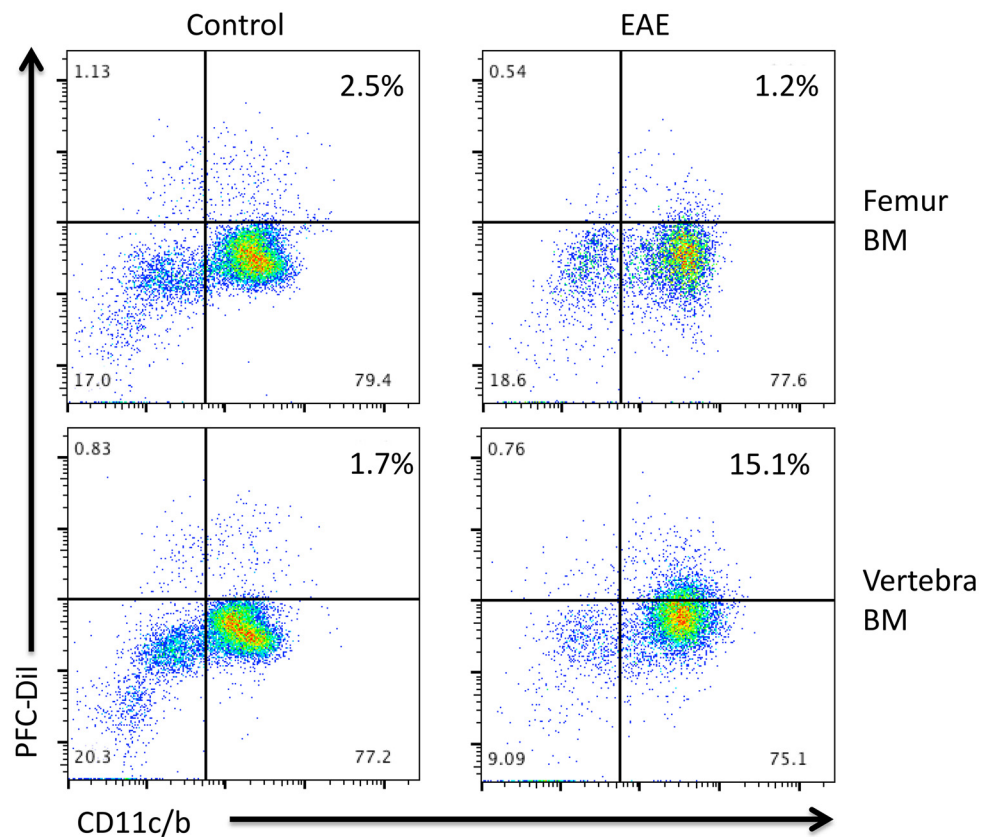 Control
EAE
1.13
2.5%
0.54
1.2%
Femur
BM
17.0
79.4
18.6
77.6
0.83
1.7%
0.76
15.1%
Vertebra
BM
20.3
77.2
9.09
75.1
PFC-DiI
CD11c/b